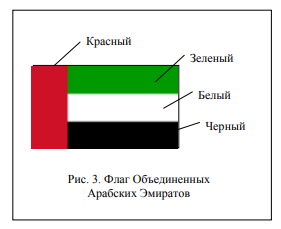 Красный
Зеленый
Белый
Черный
Рис. 3. Флаг Объединенных
Арабских Эмиратов